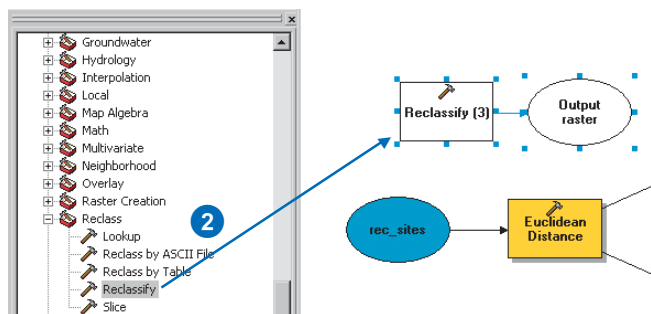 Groundwater
Hydrology
Interpolation
Local
Map Algebra
Math
Multivariate
Neighborhood
Overlay
Raster Creation
Reclass
Lookup
Reclass by ASCII File
Reclass by Table
Reclassify
Slice
2
Reclassify (3)
Output
raster
rec_sites
Euclidean
Distance